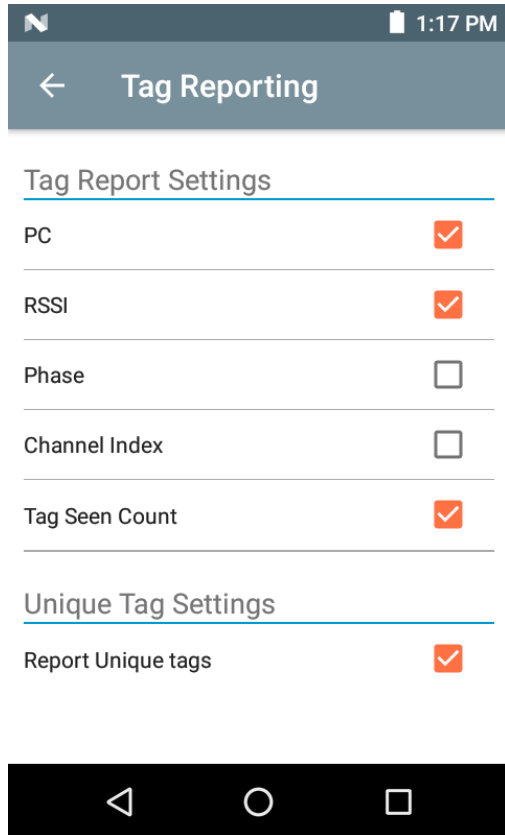 1:17 PM
Tag Reporting
Tag Report Settings
PC
RSSI
Phase
Channel Index
Tag Seen Count
Unique Tag Settings
Report Unique tags